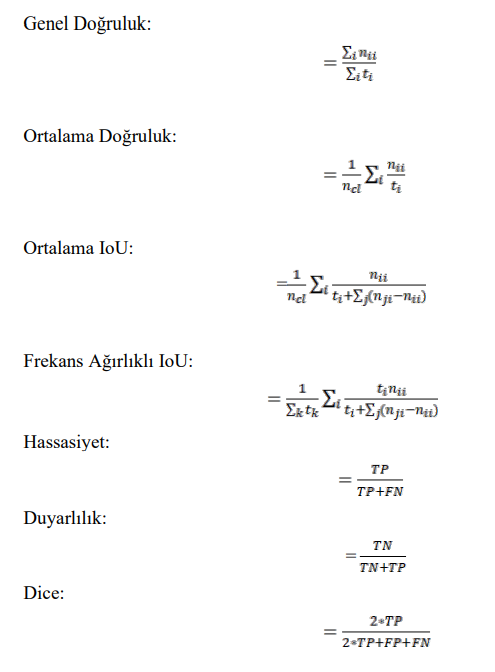 Genel Doğruluk:
= \frac{\sum_i n_{ii}}{\sum_i t_i}
Ortalama Doğruluk:
= \frac{1}{n_{cl}} \sum_i \frac{n_{ii}}{t_i}
Ortalama IoU:
= \frac{1}{n_{cl}} \sum_i \frac{n_{ii}}{t_i + \sum_j (n_{ji} - n_{ii})}
Frekans Ağırlıklı IoU:
= \frac{1}{\sum_k t_k} \sum_i \frac{t_i n_{ii}}{t_i + \sum_j (n_{ji} - n_{ii})}
Hassasiyet:
= \frac{TP}{TP+FN}
Duyarlılık:
= \frac{TN}{TN+TP}
Dice:
= \frac{2*TP}{2*TP+FP+FN}